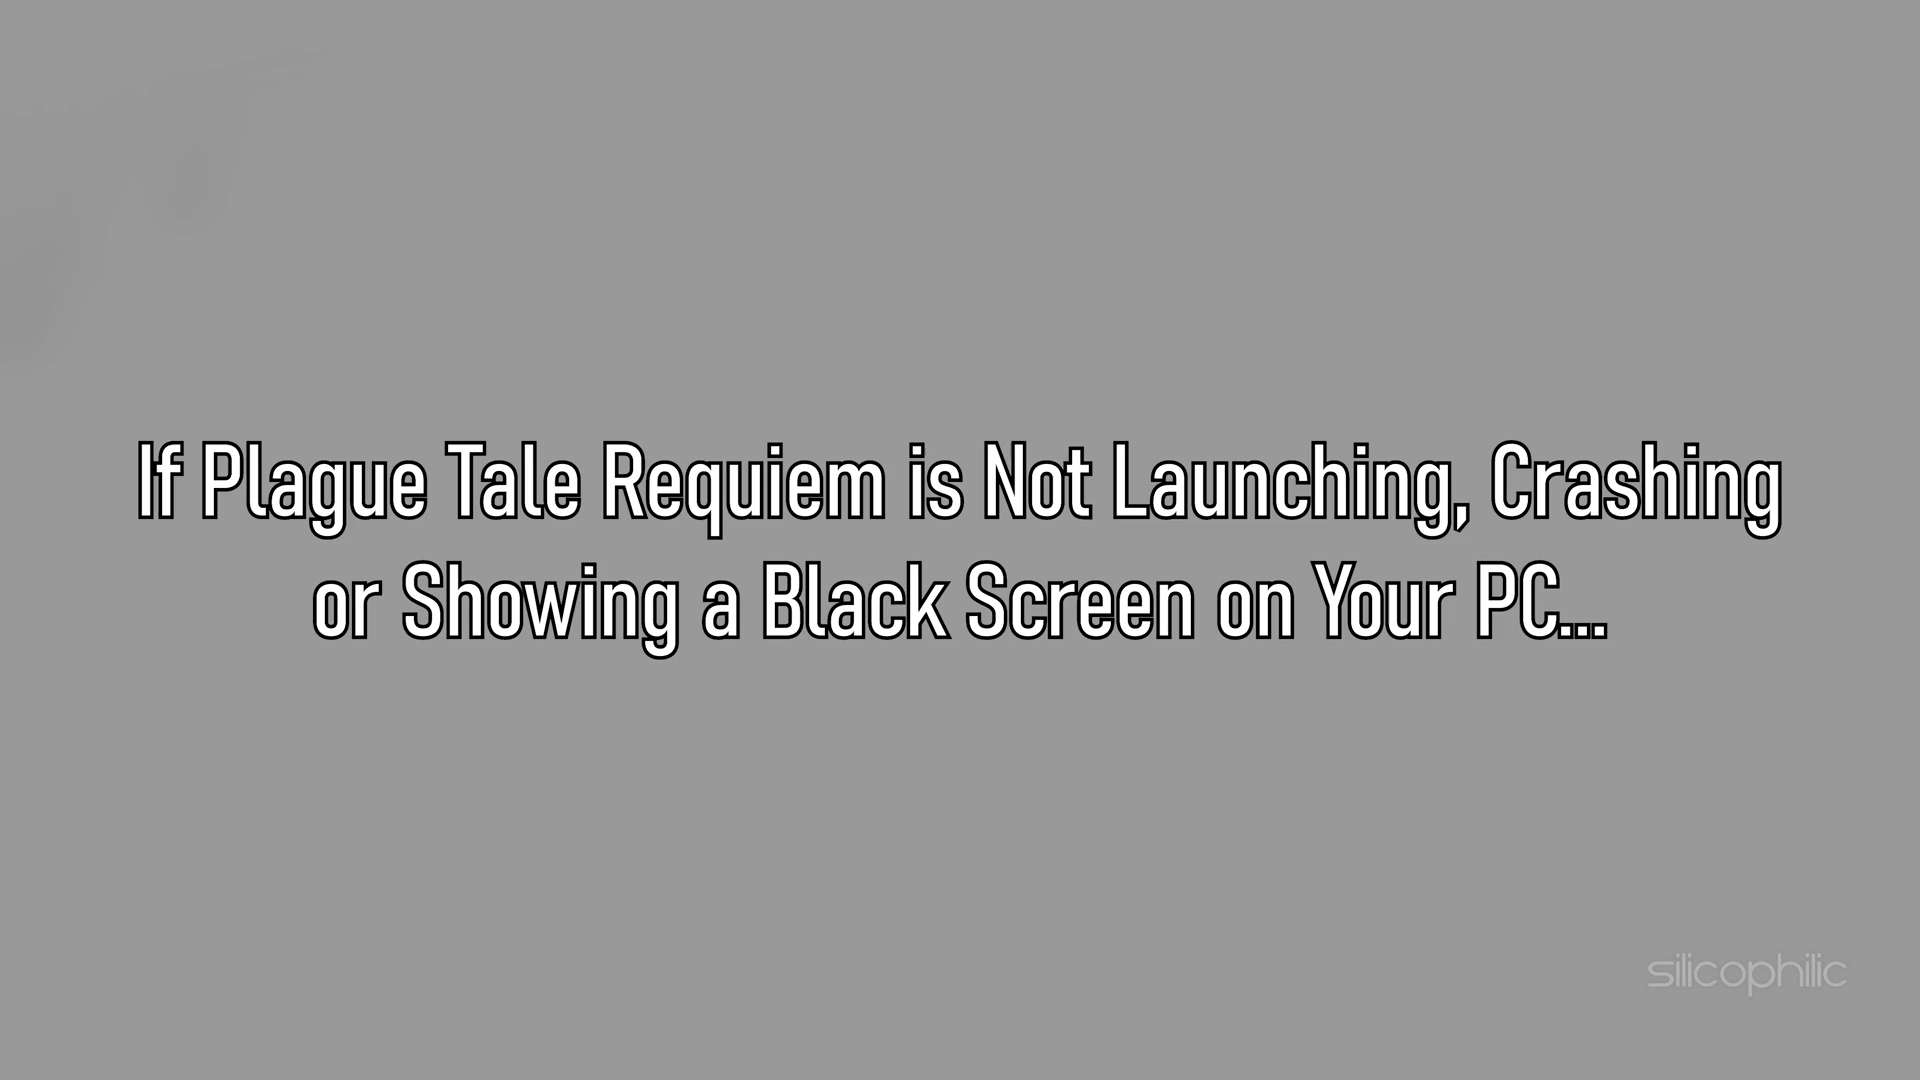 If Plague Tale Requiem is Not Launching, Crashing
or Showing a Black Screen on Your PC...
silicophilic